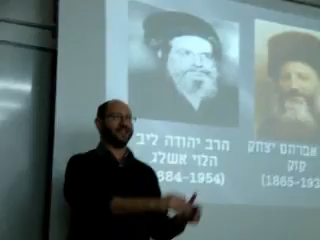 הרב יהודה ליב
הלוי אשלג
884–1954)
אברהם יצחק
קוק
(1865–193